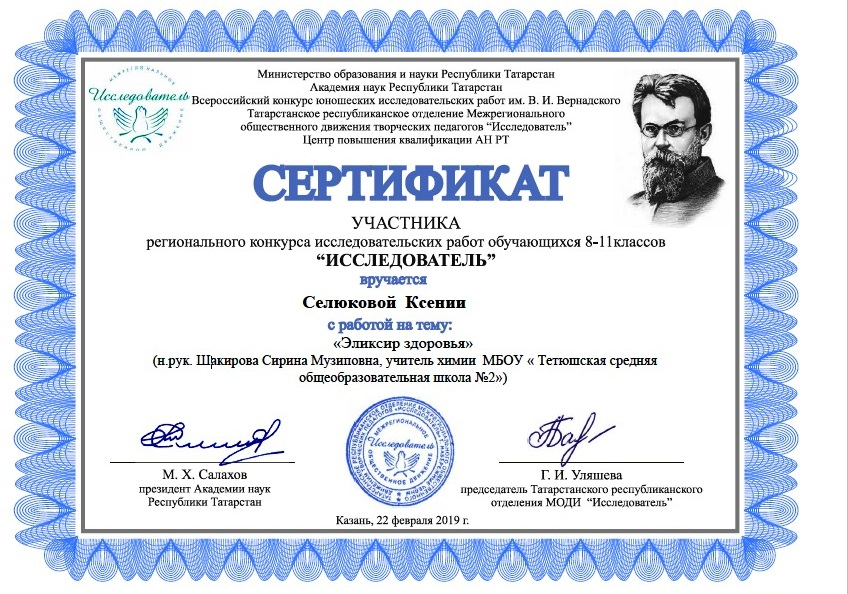 МЕЖРЕГИОНАЛЬНОЕ
Исследователь
ОБЩЕСТВЕННОЕ ДВИЖЕНИЕ
Министерство образования и науки Республики Татарстан
Академия наук Республики Татарстан
Всероссийский конкурс юношеских исследовательских работ им. В. И. Вернадского
Татарстанское республиканское отделение Межрегионального
общественного движения творческих педагогов “Исследователь”
Центр повышения квалификации АН РТ
СЕРТИФИКАТ
УЧАСТНИКА
регионального конкурса исследовательских работ обучающихся 8-11классов
“ИССЛЕДОВАТЕЛЬ”
вручается
Селюковой Ксении
с работой на тему:
«Эликсир здоровья»
(н.рук. Шакирова Сирина Музиповна, учитель химии МБОУ « Тетюшская средняя
общеобразовательная школа №2»)
МЕЖРЕГИОНАЛЬНОЕ
Исследователь
ОБЩЕСТВЕННОЕ ДВИЖЕНИЕ
М. Х. Салахов
президент Академии наук
Республики Татарстан
Г. И. Уляшева
председатель Татарстанского республиканского
отделения МОДИ “Исследователь”
Казань, 22 февраля 2019 г.